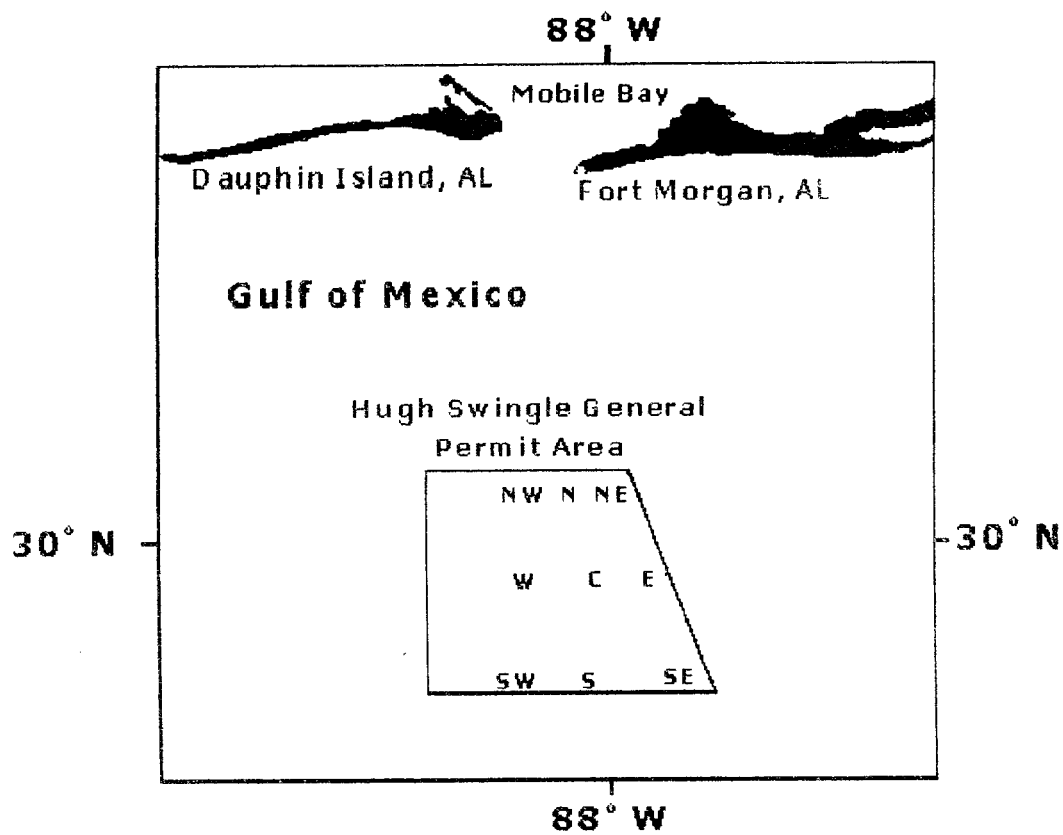 88° W
Mobile Bay
Dauphin Island, AL
Fort Morgan, AL
Gulf of Mexico
Hugh Swingle General
Permit Area
NW N NE
30° N
30° N
W C E
SW S SE
88° W